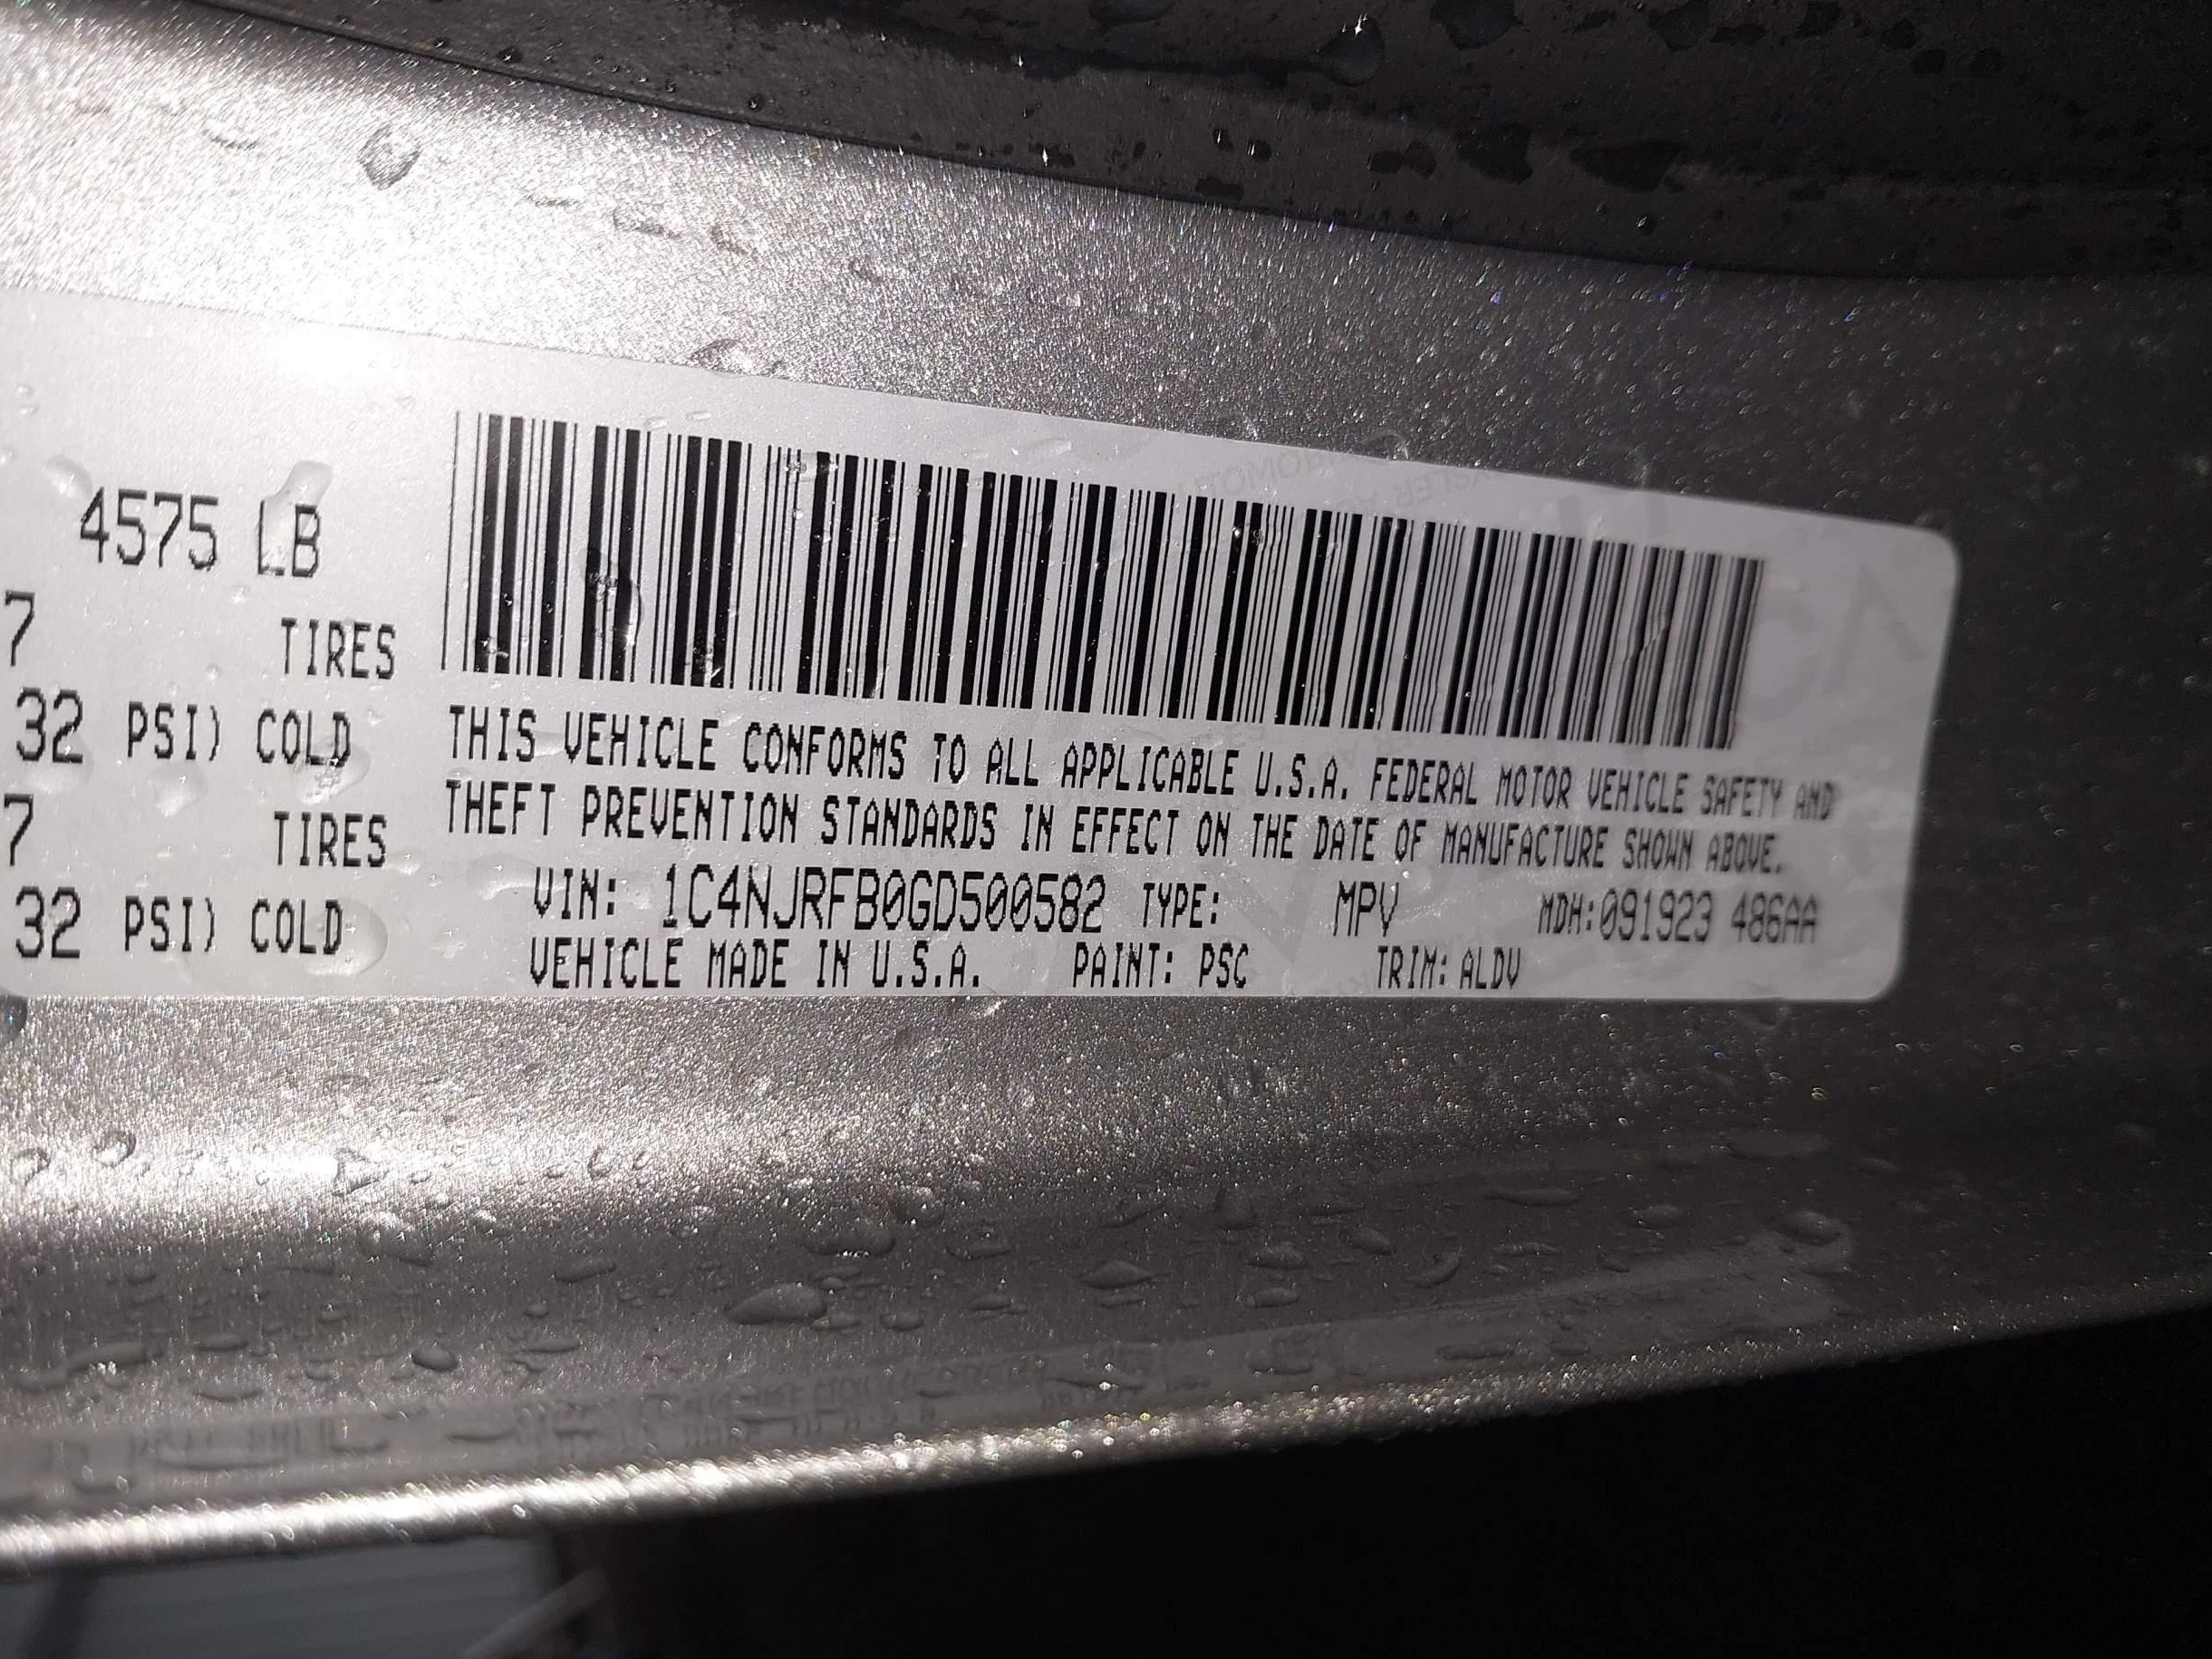 4575 LB
7 TIRES
32 PSI) COLD
7 TIRES
32 PSI) COLD
THIS VEHICLE CONFORMS TO ALL APPLICABLE U.S.A. FEDERAL MOTOR VEHICLE SAFETY AND
THEFT PREVENTION STANDARDS IN EFFECT ON THE DATE OF MANUFACTURE SHOWN ABOVE.
VIN: 1C4NJRFB0GD500582 TYPE: MPV MDH:091923 486AA
VEHICLE MADE IN U.S.A. PAINT: PSC TRIM: ALDV